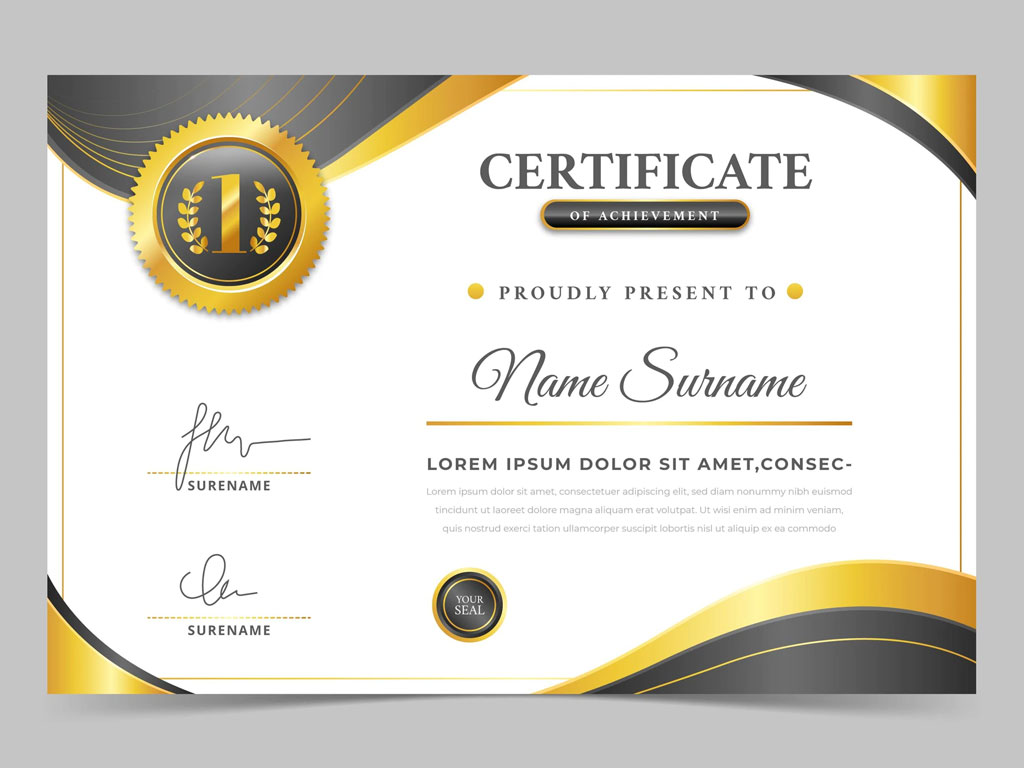 1
CERTIFICATE
OF ACHIEVEMENT
PROUDLY PRESENT TO
Name Surname
LOREM IPSUM DOLOR SIT AMET,CONSEC-
Lorem ipsum dolor sit amet, consectetuer adipiscing elit, sed diam nonummy nibh euismod
tincidunt ut laoreet dolore magna aliquam erat volutpat. Ut wisi enim ad minim veniam,
quis nostrud exerci tation ullamcorper suscipit lobortis nisl ut aliquip ex ea commodo
SURENAME
SURENAME
YOUR
SEAL